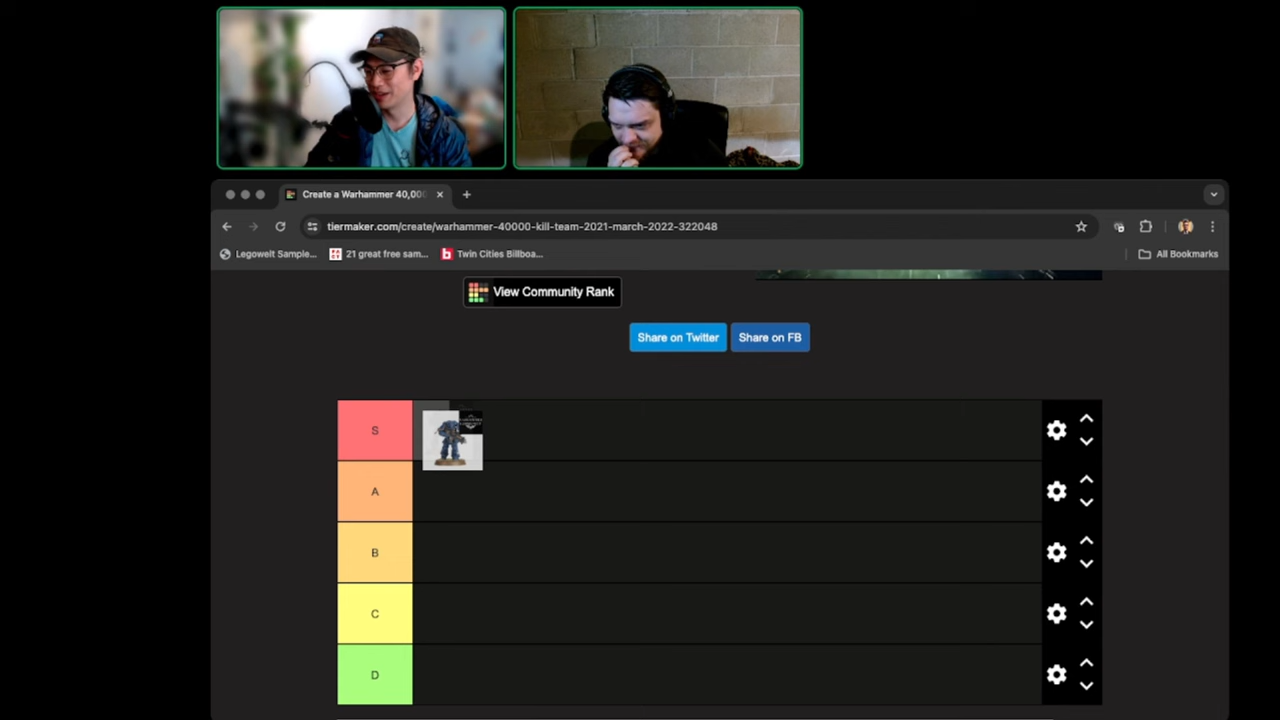 Create a Warhammer 40,000
tiermaker.com/create/warhammer-40000-kill-team-2021-march-2022-322048
Legowelt Sample... 21 great free sam... Twin Cities Billboa... All Bookmarks
View Community Rank
Share on Twitter Share on FB
S
A
B
C
D